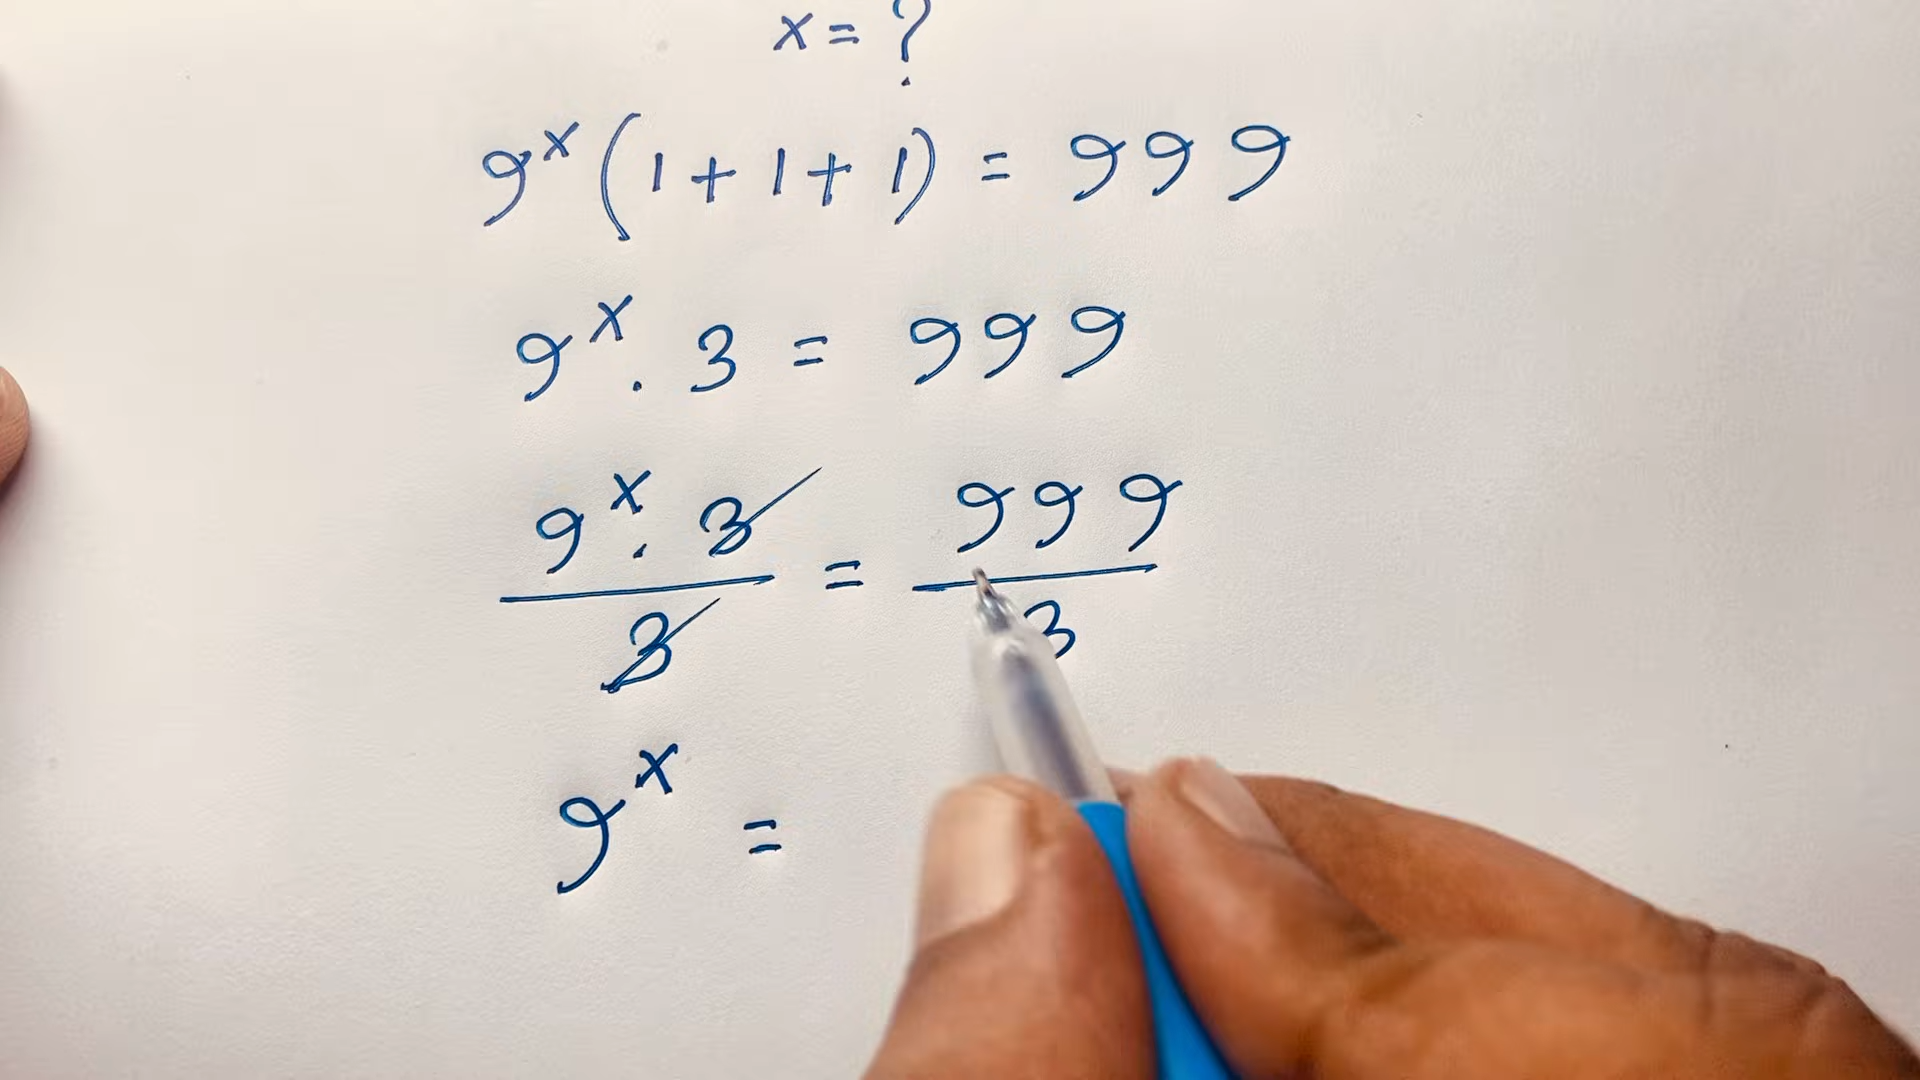 x = ?
9^x (1 + 1 + 1) = 999
9^x . 3 = 999
9^x . 3 / 3 = 999 / 3
9^x =